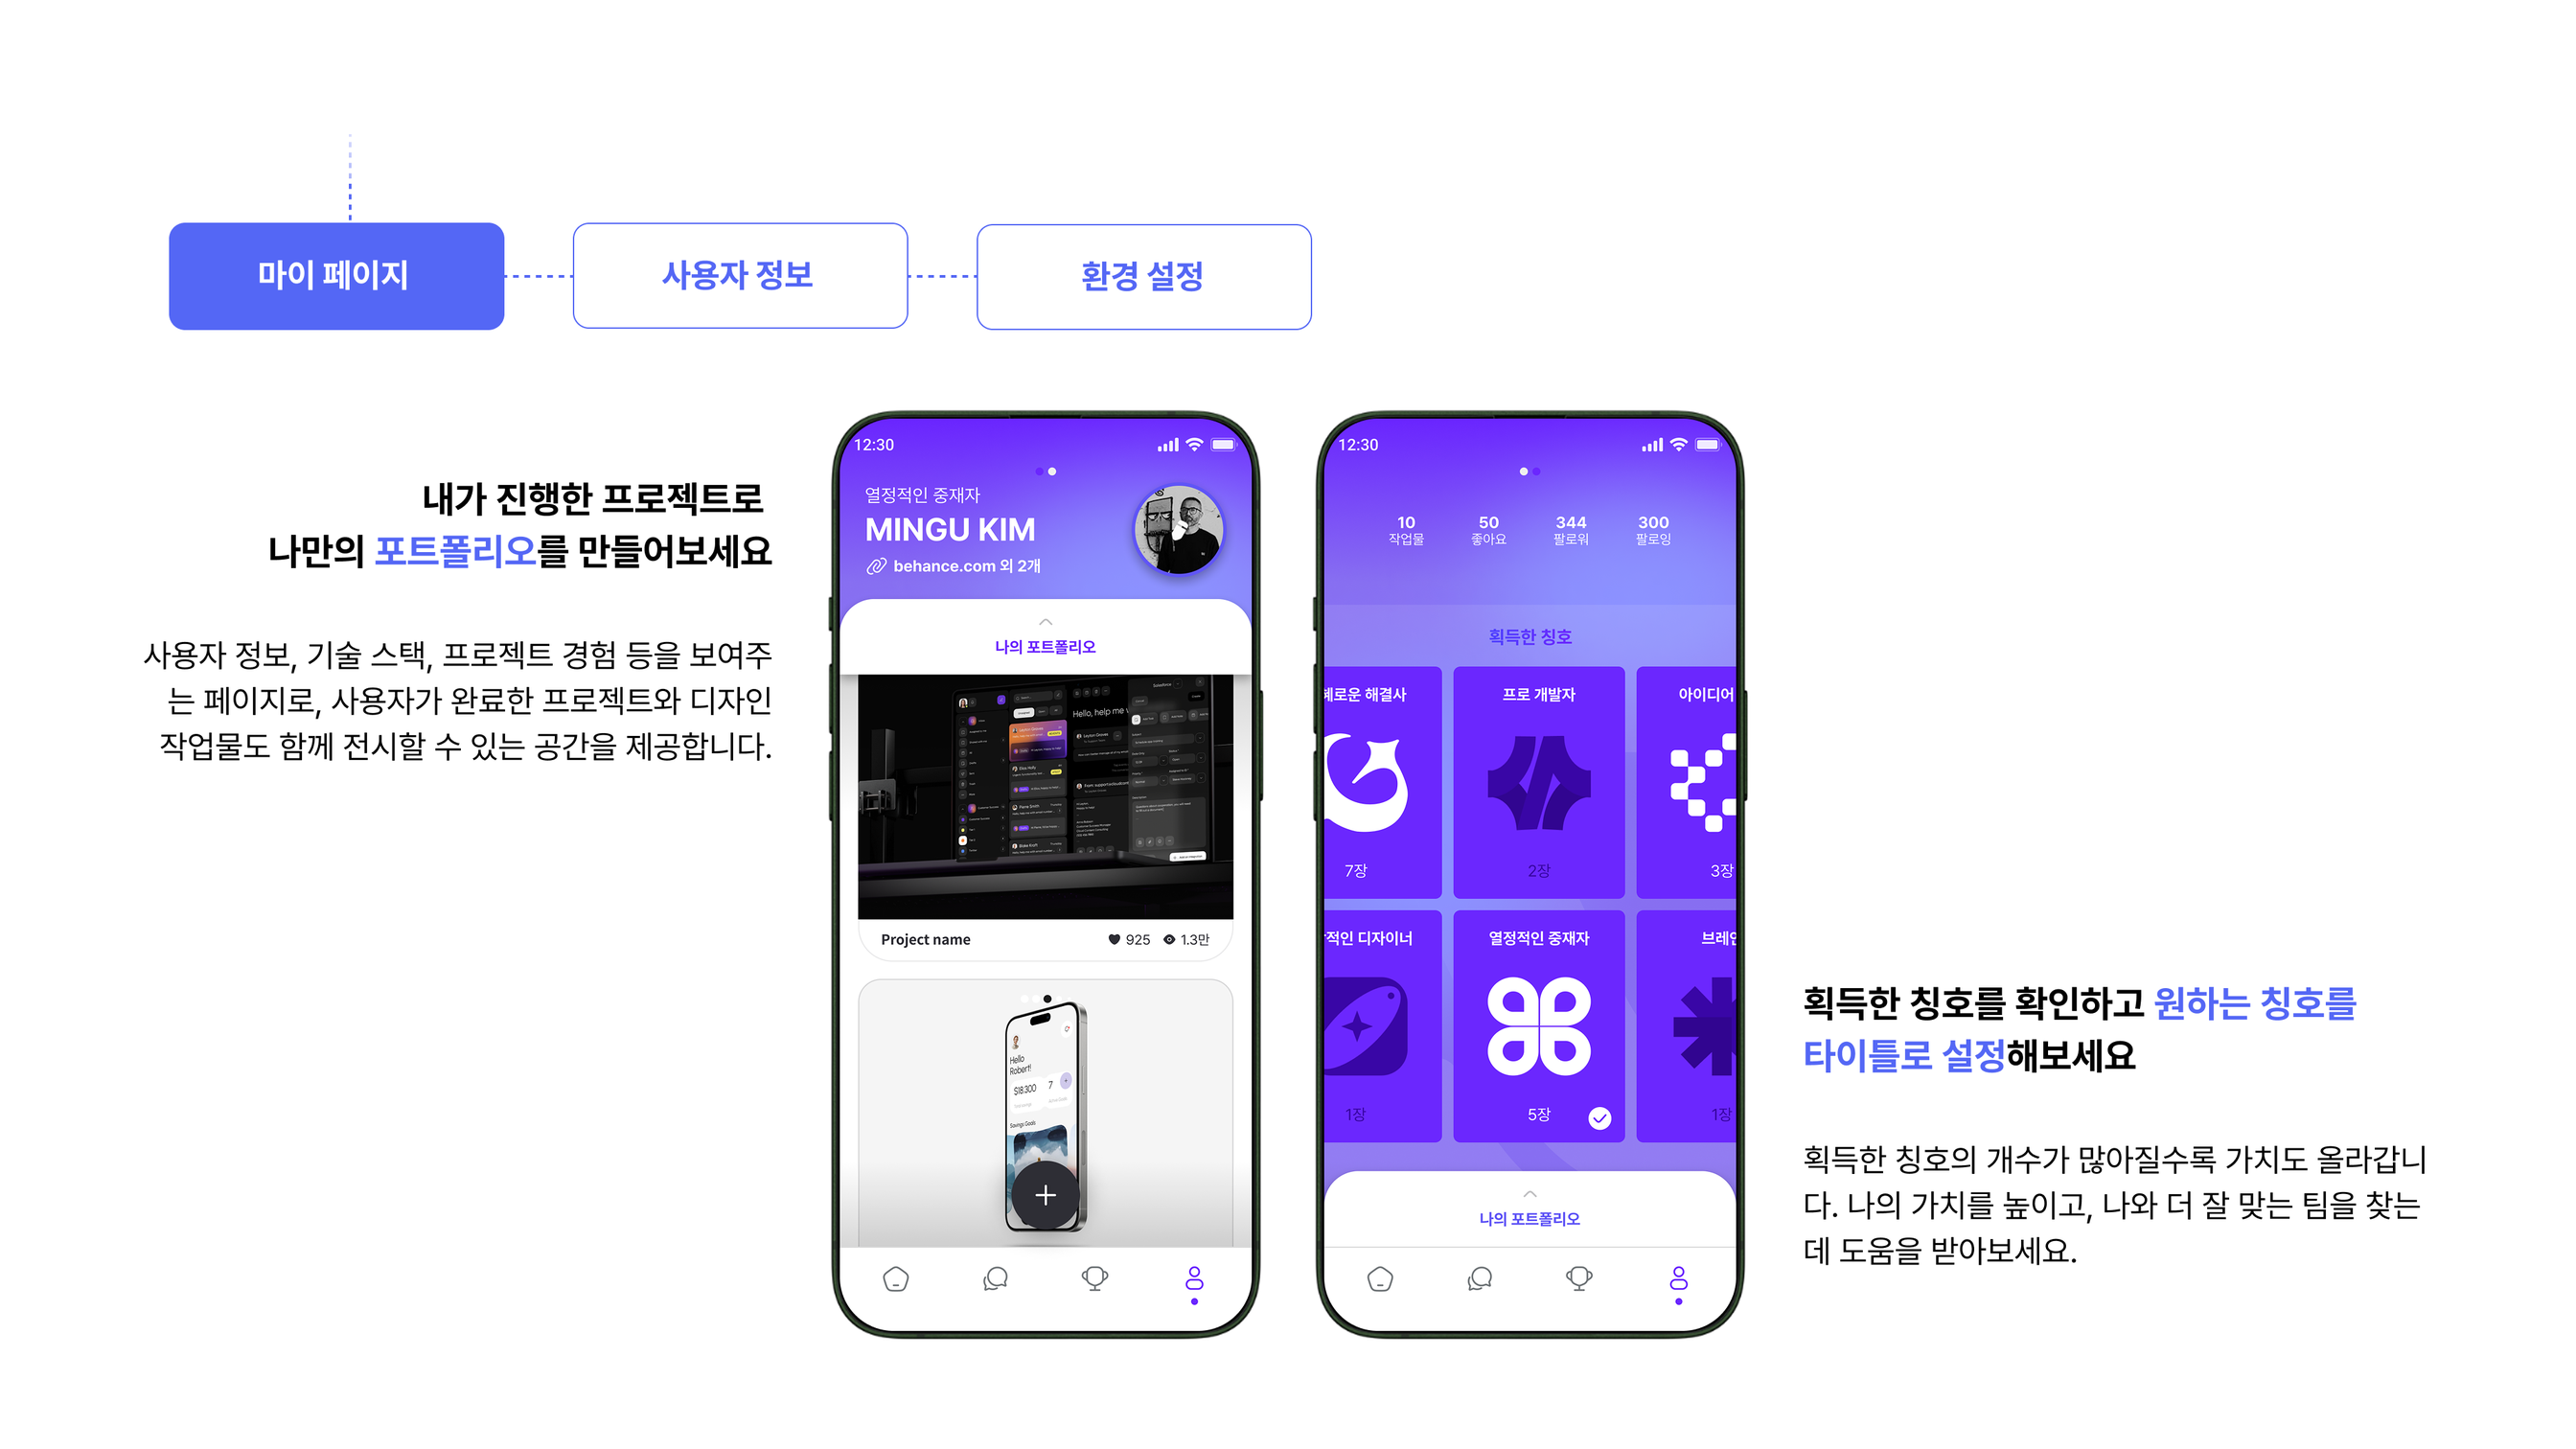 마이 페이지
사용자 정보
환경 설정
내가 진행한 프로젝트로
나만의 포트폴리오를 만들어보세요
사용자 정보, 기술 스택, 프로젝트 경험 등을 보여주
는 페이지로, 사용자가 완료한 프로젝트와 디자인
작업물도 함께 전시할 수 있는 공간을 제공합니다.
12:30
열정적인 중재자
MINGU KIM
behance.com 외 2개
나의 포트폴리오
Hello, help me
Project name
925
1.3만
Hello
Robert!
$18.300
7
Savings Goals
12:30
10
50
344
300
작업물
좋아요
팔로워
팔로잉
획득한 칭호
해결사
프로 개발자
아이디어
7장
2장
3장
디자이너
열정적인 중재자
1장
5장
1장
나의 포트폴리오
획득한 칭호를 확인하고 원하는 칭호를
타이틀로 설정해보세요
획득한 칭호의 개수가 많아질수록 가치도 올라갑니
다. 나의 가치를 높이고, 나와 더 잘 맞는 팀을 찾는
데 도움을 받아보세요.